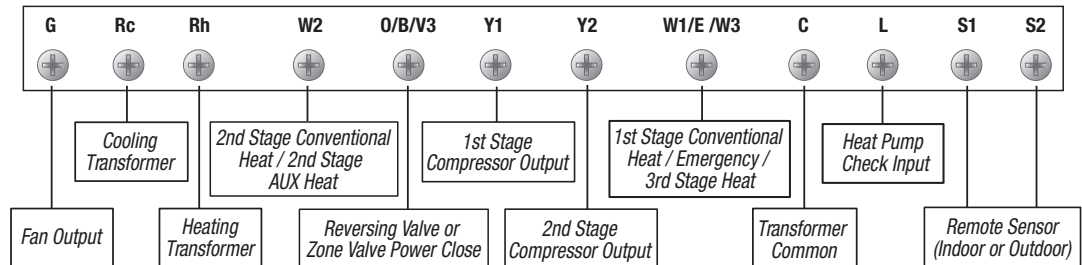 G Rc Rh W2 O/B/V3 Y1 Y2 W1/E /W3 C L S1 S2
Cooling
Transformer
2nd Stage Conventional
Heat / 2nd Stage
AUX Heat
1st Stage
Compressor Output
1st Stage Conventional
Heat / Emergency /
3rd Stage Heat
Heat Pump
Check Input
Fan Output
Heating
Transformer
Reversing Valve or
Zone Valve Power Close
2nd Stage
Compressor Output
Transformer
Common
Remote Sensor
(Indoor or Outdoor)